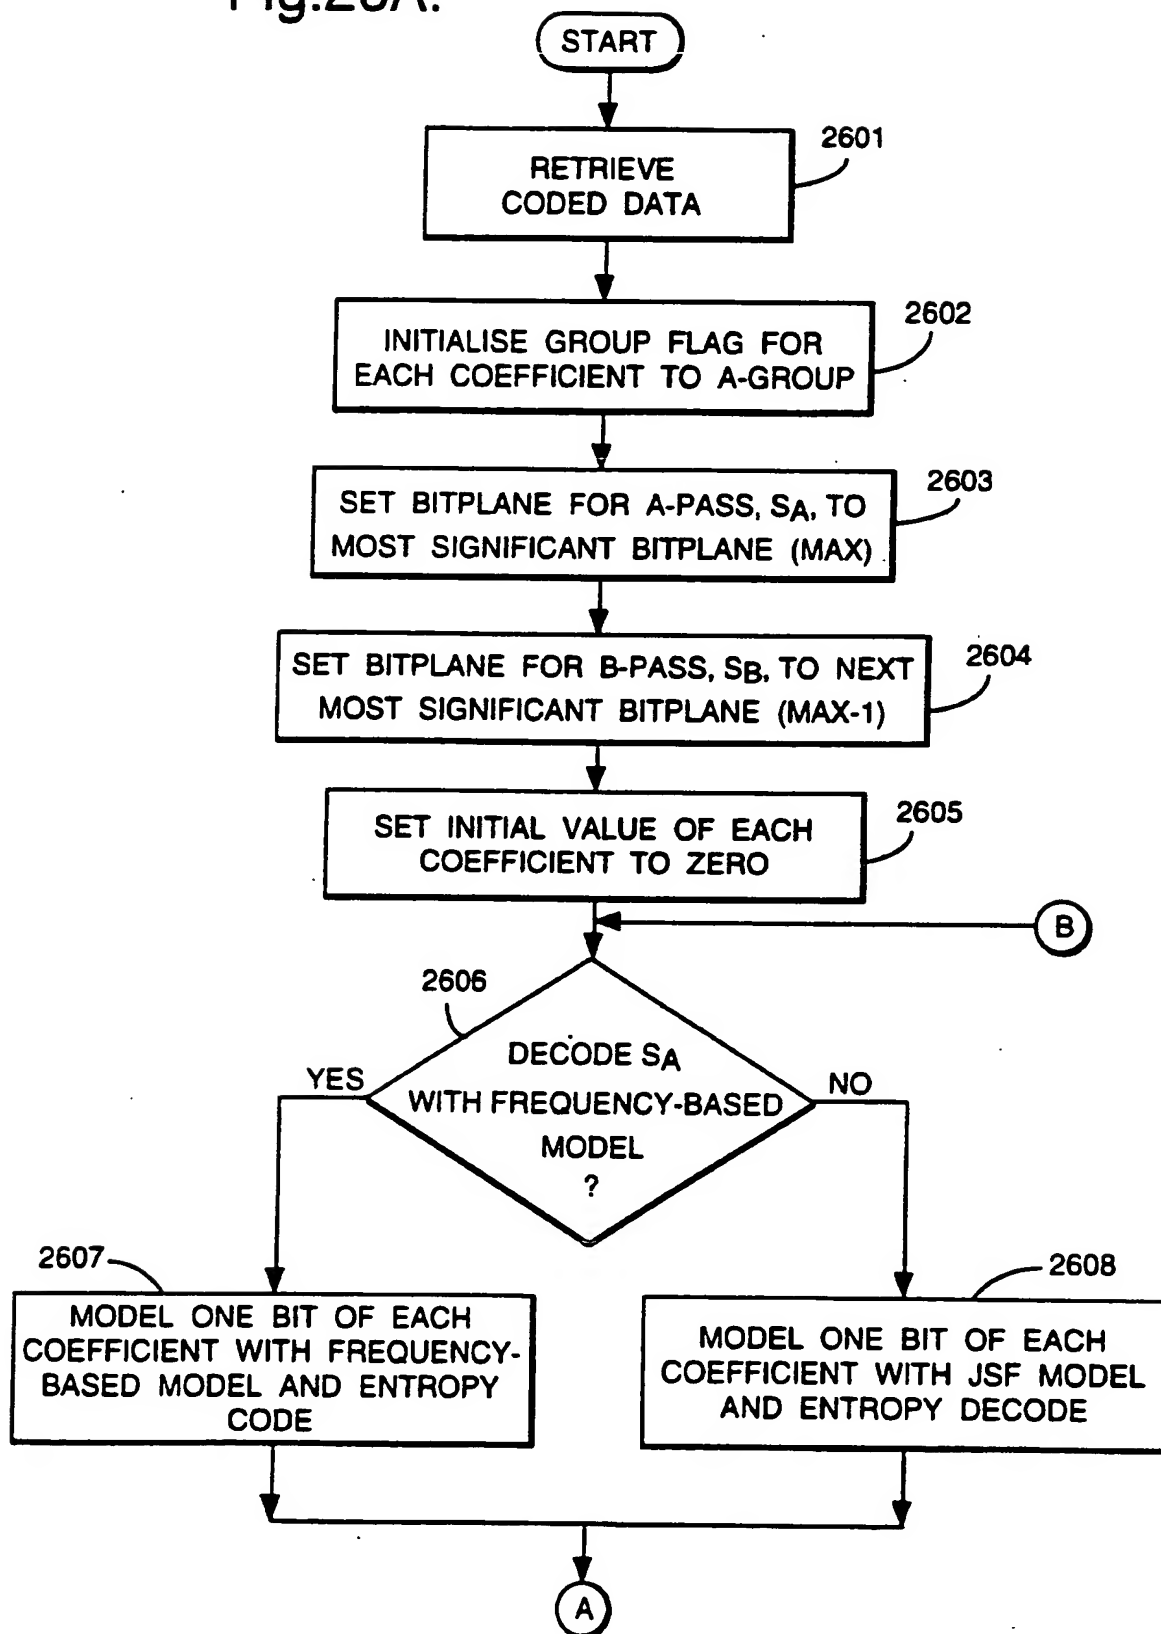 START
2601
RETRIEVE
CODED DATA
2602
INITIALISE GROUP FLAG FOR
EACH COEFFICIENT TO A-GROUP
2603
SET BITPLANE FOR A-PASS, SA, TO
MOST SIGNIFICANT BITPLANE (MAX)
2604
SET BITPLANE FOR B-PASS, SB, TO NEXT
MOST SIGNIFICANT BITPLANE (MAX-1)
2605
SET INITIAL VALUE OF EACH
COEFFICIENT TO ZERO
B
2606
DECODE SA
WITH FREQUENCY-BASED
MODEL
?
YES
NO
2607
MODEL ONE BIT OF EACH
COEFFICIENT WITH FREQUENCY-
BASED MODEL AND ENTROPY
CODE
2608
MODEL ONE BIT OF EACH
COEFFICIENT WITH JSF MODEL
AND ENTROPY DECODE
A